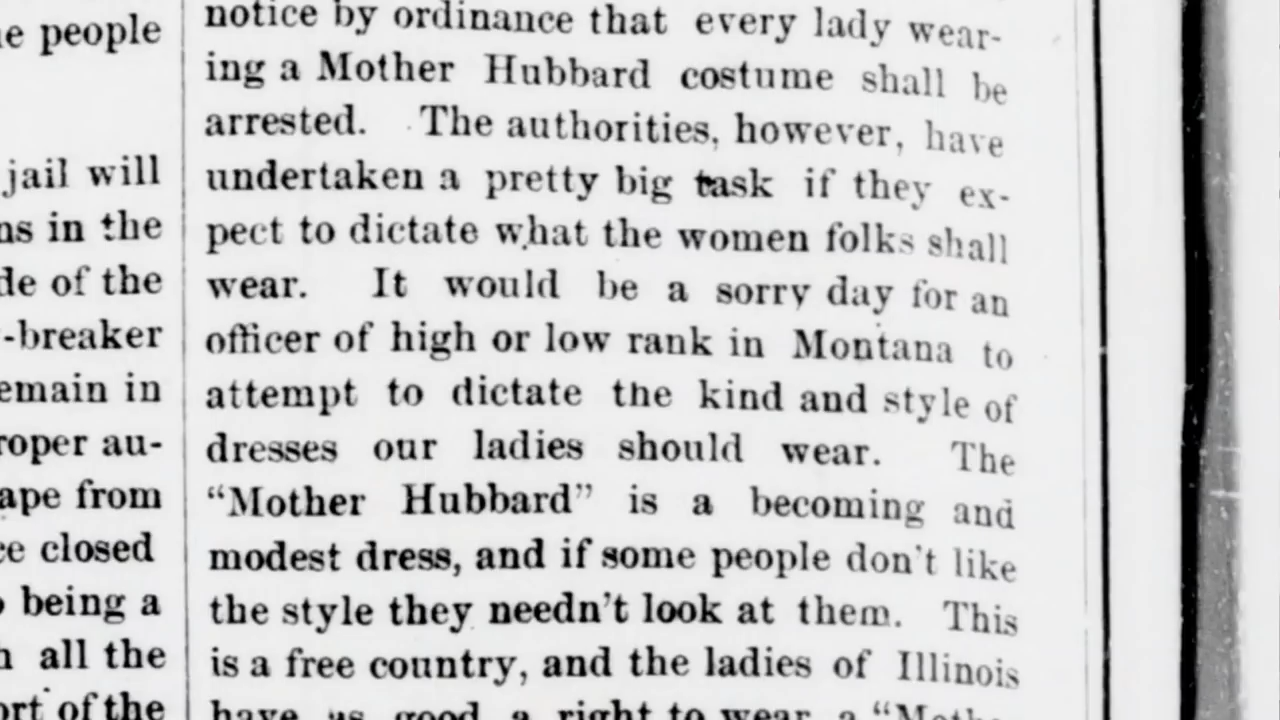 e people
jail will
ns in the
de of the
-breaker
emain in
roper au-
ape from
ce closed
being a
all the
ort of the
notice by ordinance that every lady wear-
ing a Mother Hubbard costume shall be
arrested. The authorities, however, have
undertaken a pretty big task if they ex-
pect to dictate what the women folks shall
wear. It would be a sorry day for an
officer of high or low rank in Montana to
attempt to dictate the kind and style of
dresses our ladies should wear. The
“Mother Hubbard” is a becoming and
modest dress, and if some people don't like
the style they needn't look at them. This
is a free country, and the ladies of Illinois
have as good a right to wear a “Mothe